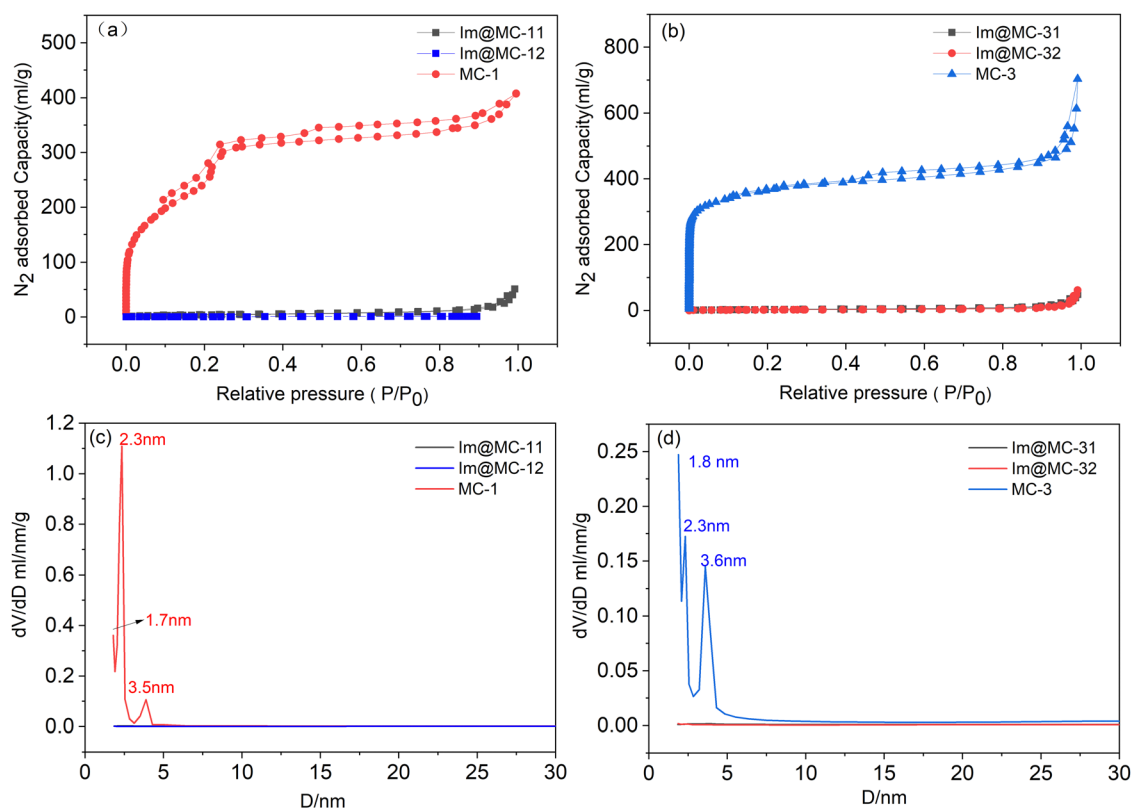 (a)
Im@MC-11
Im@MC-12
MC-1
500
400
300
200
100
0
N2 adsorbed Capacity(ml/g)
0.0 0.2 0.4 0.6 0.8 1.0
Relative pressure ( P/P0)
(b)
Im@MC-31
Im@MC-32
MC-3
800
600
400
200
0
N2 adsorbed Capacity(ml/g)
0.0 0.2 0.4 0.6 0.8 1.0
Relative pressure ( P/P0)
(c)
2.3nm
Im@MC-11
Im@MC-12
MC-1
1.7nm
3.5nm
1.2
1.0
0.8
0.6
0.4
0.2
0.0
dV/dD ml/nm/g
0 5 10 15 20 25 30
D/nm
(d)
1.8 nm
2.3nm
3.6nm
Im@MC-31
Im@MC-32
MC-3
0.25
0.20
0.15
0.10
0.05
0.00
dV/dD ml/nm/g
0 5 10 15 20 25 30
D/nm